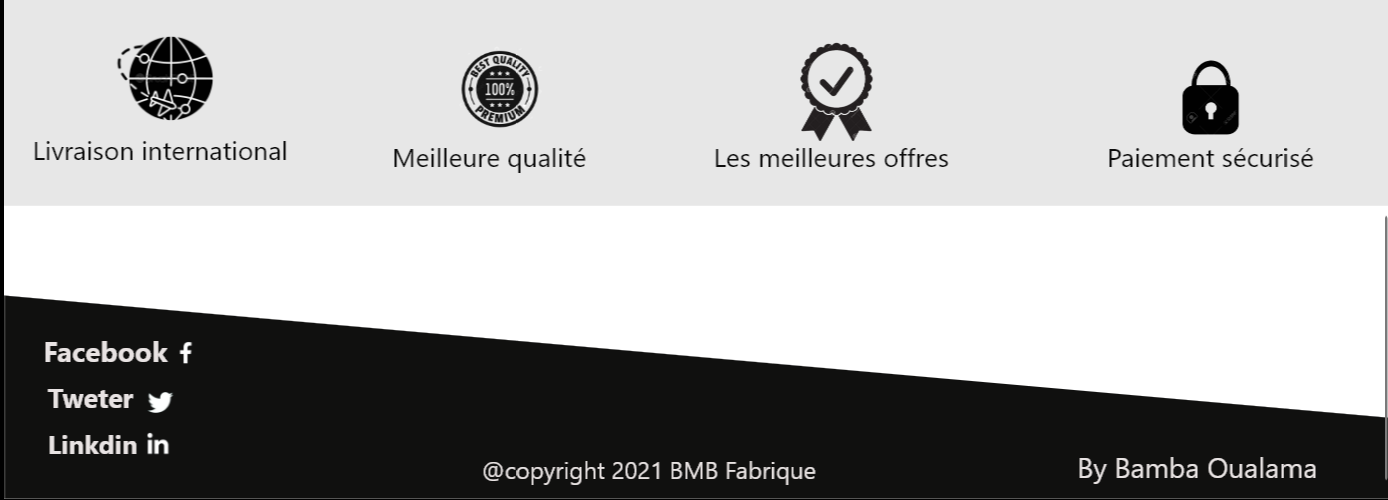 BEST QUALITY
100%
PREMIUM
Livraison international
Meilleure qualité
Les meilleures offres
Paiement sécurisé
Facebook f
Tweter
Linkdin in
@copyright 2021 BMB Fabrique
By Bamba Oualama